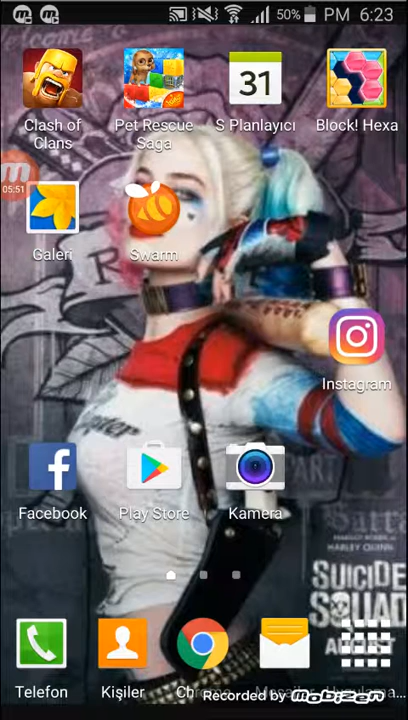 50% PM 6:23
31
Clash of Clans
Pet Rescue Saga
S Planlayıcı
Block! Hexa
05:51
Galeri
Swarm
Instagram
Facebook
Play Store
Kamera
HARLEY QUINN
SUICIDE
SQUAD
AUGUST
Telefon
Kişiler
Recorded by mobizen